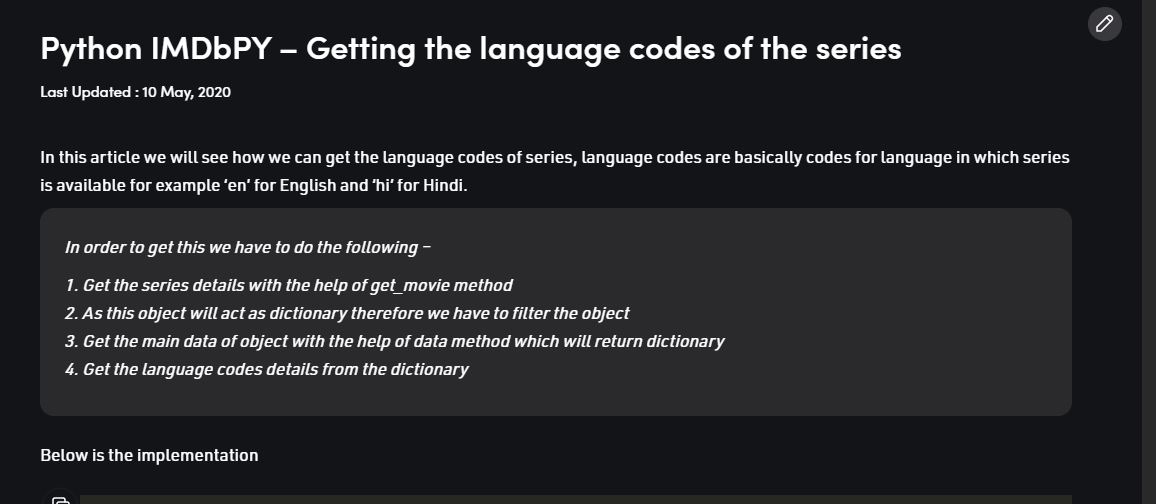 Python IMDbPY – Getting the language codes of the series
Last Updated : 10 May, 2020
In this article we will see how we can get the language codes of series, language codes are basically codes for language in which series
is available for example ‘en’ for English and ‘hi’ for Hindi.
In order to get this we have to do the following –
1. Get the series details with the help of get_movie method
2. As this object will act as dictionary therefore we have to filter the object
3. Get the main data of object with the help of data method which will return dictionary
4. Get the language codes details from the dictionary
Below is the implementation